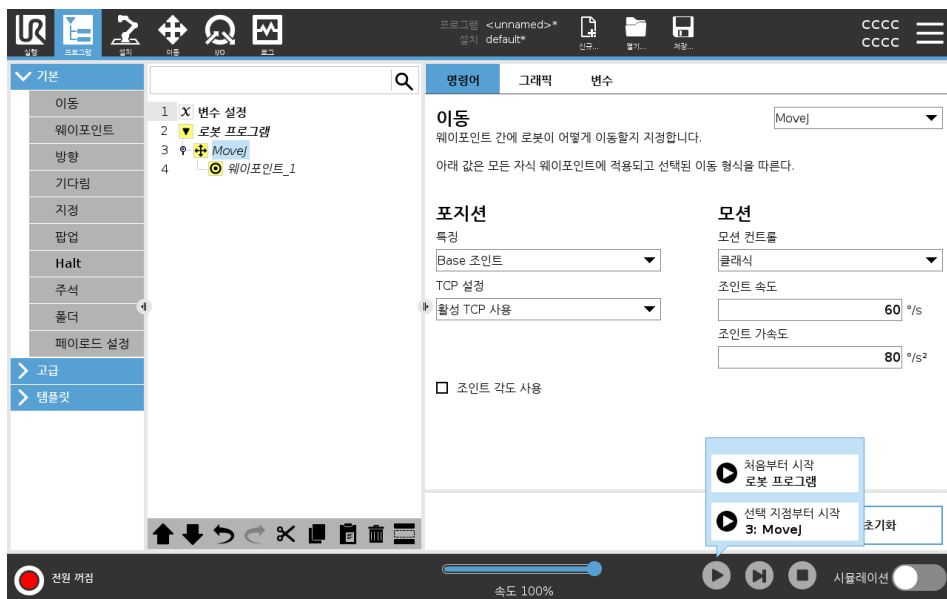 UR
실행
프로그램
설치
이동
I/O
로그
프로그램 <unnamed>*
설치 default*
신규...
열기...
저장...
CCCC
CCCC
기본
이동
웨이포인트
방향
기다림
지정
팝업
Halt
주석
폴더
페이로드 설정
고급
템플릿
1 X 변수 설정
2 로봇 프로그램
3 MoveJ
4 웨이포인트_1
명령어 그래픽 변수
이동
MoveJ
웨이포인트 간에 로봇이 어떻게 이동할지 지정합니다.
아래 값은 모든 자식 웨이포인트에 적용되고 선택된 이동 형식을 따른다.
포지션
특징
Base 조인트
TCP 설정
활성 TCP 사용
조인트 각도 사용
모션
모션 컨트롤
클래식
조인트 속도
60 °/s
조인트 가속도
80 °/s²
처음부터 시작
로봇 프로그램
선택 지점부터 시작
3: MoveJ
초기화
전원 꺼짐
속도 100%
시뮬레이션